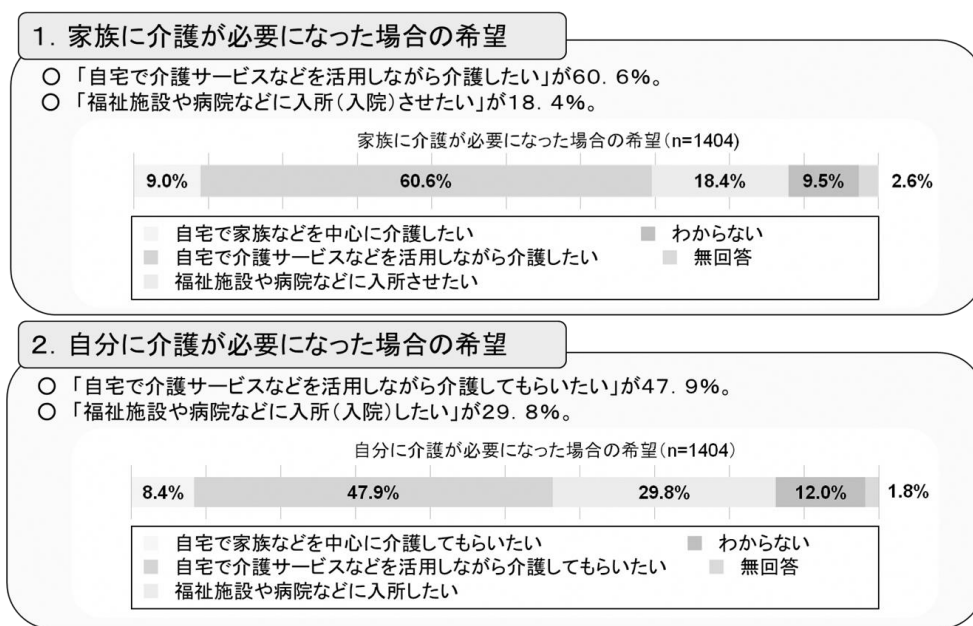 １．家族に介護が必要になった場合の希望
○ 「自宅で介護サービスなどを活用しながら介護したい」が６０．６％。
○ 「福祉施設や病院などに入所（入院）させたい」が１８．４％。
家族に介護が必要になった場合の希望(n=1404)
9.0% 60.6% 18.4% 9.5% 2.6%
自宅で家族などを中心に介護したい わからない
自宅で介護サービスなどを活用しながら介護したい 無回答
福祉施設や病院などに入所させたい
２．自分に介護が必要になった場合の希望
○ 「自宅で介護サービスなどを活用しながら介護してもらいたい」が４７．９％。
○ 「福祉施設や病院などに入所（入院）したい」が２９．８％。
自分に介護が必要になった場合の希望(n=1404)
8.4% 47.9% 29.8% 12.0% 1.8%
自宅で家族などを中心に介護してもらいたい わからない
自宅で介護サービスなどを活用しながら介護してもらいたい 無回答
福祉施設や病院などに入所したい